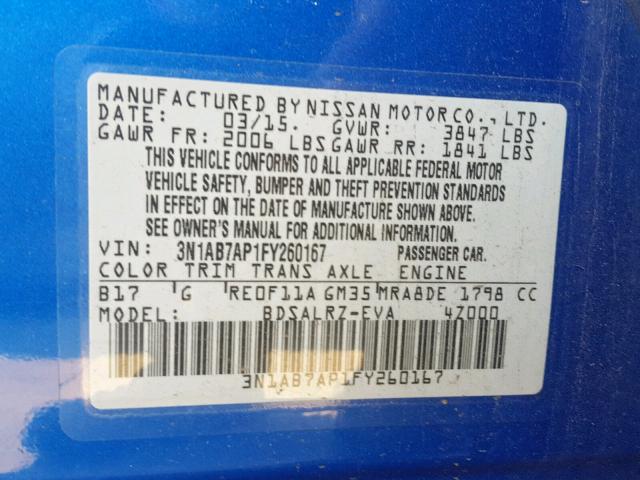 MANUFACTURED BY NISSAN MOTOR CO., LTD.
DATE: 03/15. GVWR: 3847 LBS
GAWR FR: 2006 LBS GAWR RR: 1841 LBS
THIS VEHICLE CONFORMS TO ALL APPLICABLE FEDERAL MOTOR
VEHICLE SAFETY, BUMPER AND THEFT PREVENTION STANDARDS
IN EFFECT ON THE DATE OF MANUFACTURE SHOWN ABOVE.
SEE OWNER'S MANUAL FOR ADDITIONAL INFORMATION.
VIN: 3N1AB7AP1FY260167 PASSENGER CAR.
COLOR TRIM TRANS AXLE ENGINE
B17 G RE0F11A GM35 MRA8DE 1798 CC
MODEL: BDSALRZ-EVA 4Z000
3N1AB7AP1FY260167